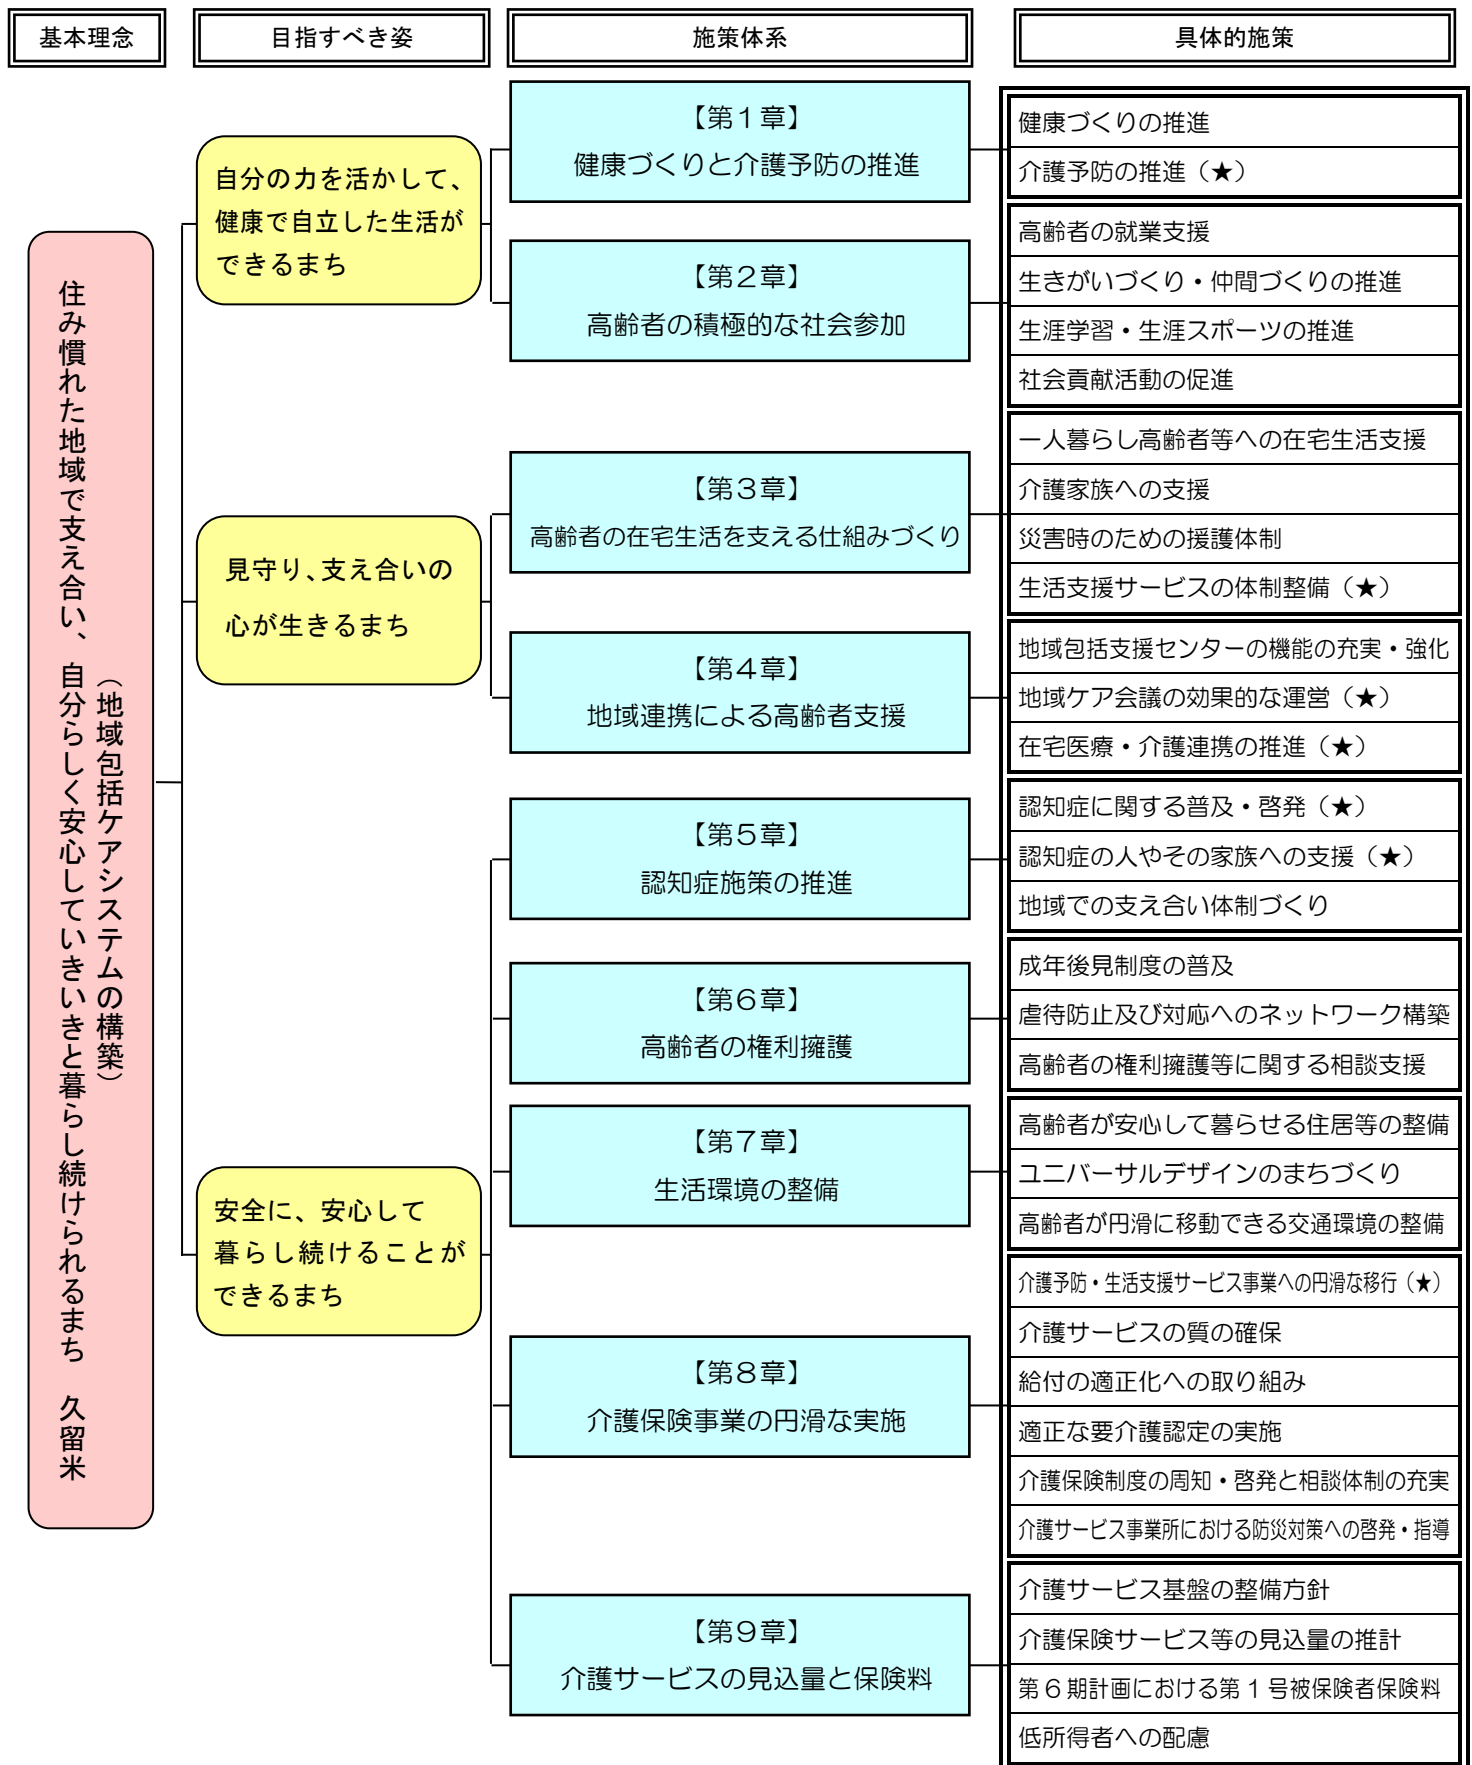 基本理念
目指すべき姿
施策体系
具体的施策
住み慣れた地域で支え合い、自分らしく安心していきいきと暮らし続けられるまち　久留米
（地域包括ケアシステムの構築）
自分の力を活かして、
健康で自立した生活が
できるまち
【第１章】
健康づくりと介護予防の推進
健康づくりの推進
介護予防の推進（★）
【第２章】
高齢者の積極的な社会参加
高齢者の就業支援
生きがいづくり・仲間づくりの推進
生涯学習・生涯スポーツの推進
社会貢献活動の促進
見守り、支え合いの
心が生きるまち
【第３章】
高齢者の在宅生活を支える仕組みづくり
一人暮らし高齢者等への在宅生活支援
介護家族への支援
災害時のための援護体制
生活支援サービスの体制整備（★）
【第４章】
地域連携による高齢者支援
地域包括支援センターの機能の充実・強化
地域ケア会議の効果的な運営（★）
在宅医療・介護連携の推進（★）
安全に、安心して
暮らし続けることが
できるまち
【第５章】
認知症施策の推進
認知症に関する普及・啓発（★）
認知症の人やその家族への支援（★）
地域での支え合い体制づくり
【第６章】
高齢者の権利擁護
成年後見制度の普及
虐待防止及び対応へのネットワーク構築
高齢者の権利擁護等に関する相談支援
【第７章】
生活環境の整備
高齢者が安心して暮らせる住居等の整備
ユニバーサルデザインのまちづくり
高齢者が円滑に移動できる交通環境の整備
【第８章】
介護保険事業の円滑な実施
介護予防・生活支援サービス事業への円滑な移行（★）
介護サービスの質の確保
給付の適正化への取り組み
適正な要介護認定の実施
介護保険制度の周知・啓発と相談体制の充実
介護サービス事業所における防災対策への啓発・指導
【第９章】
介護サービスの見込量と保険料
介護サービス基盤の整備方針
介護保険サービス等の見込量の推計
第６期計画における第１号被保険者保険料
低所得者への配慮